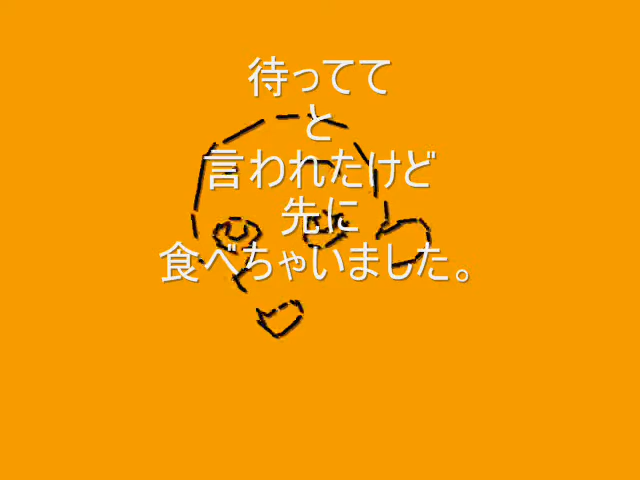 待ってて
と
言われたけど
先に
食べちゃいました。